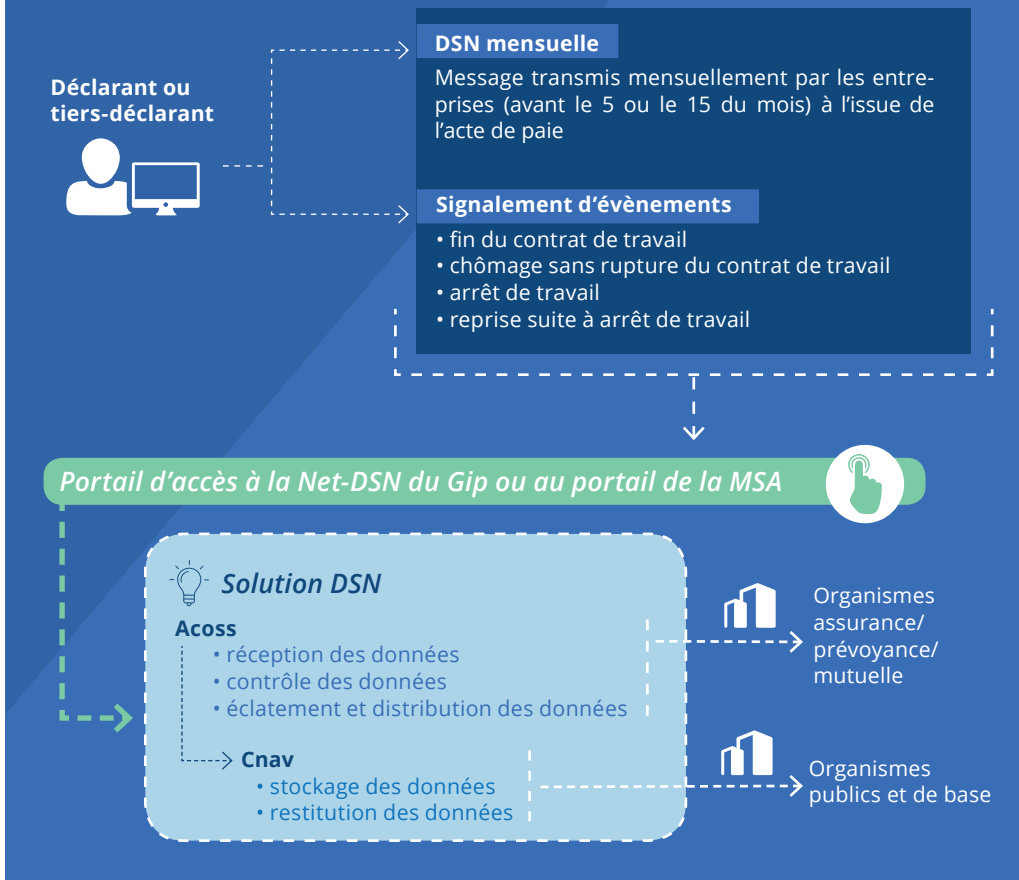 Déclarant ou
tiers-déclarant
DSN mensuelle
Message transmis mensuellement par les entre-
prises (avant le 5 ou le 15 du mois) à l’issue de
l’acte de paie
Signalement d’évènements
• fin du contrat de travail
• chômage sans rupture du contrat de travail
• arrêt de travail
• reprise suite à arrêt de travail
Portail d’accès à la Net-DSN du Gip ou au portail de la MSA
Solution DSN
Acoss
• réception des données
• contrôle des données
• éclatement et distribution des données
Cnav
• stockage des données
• restitution des données
Organismes
assurance/
prévoyance/
mutuelle
Organismes
publics et de base